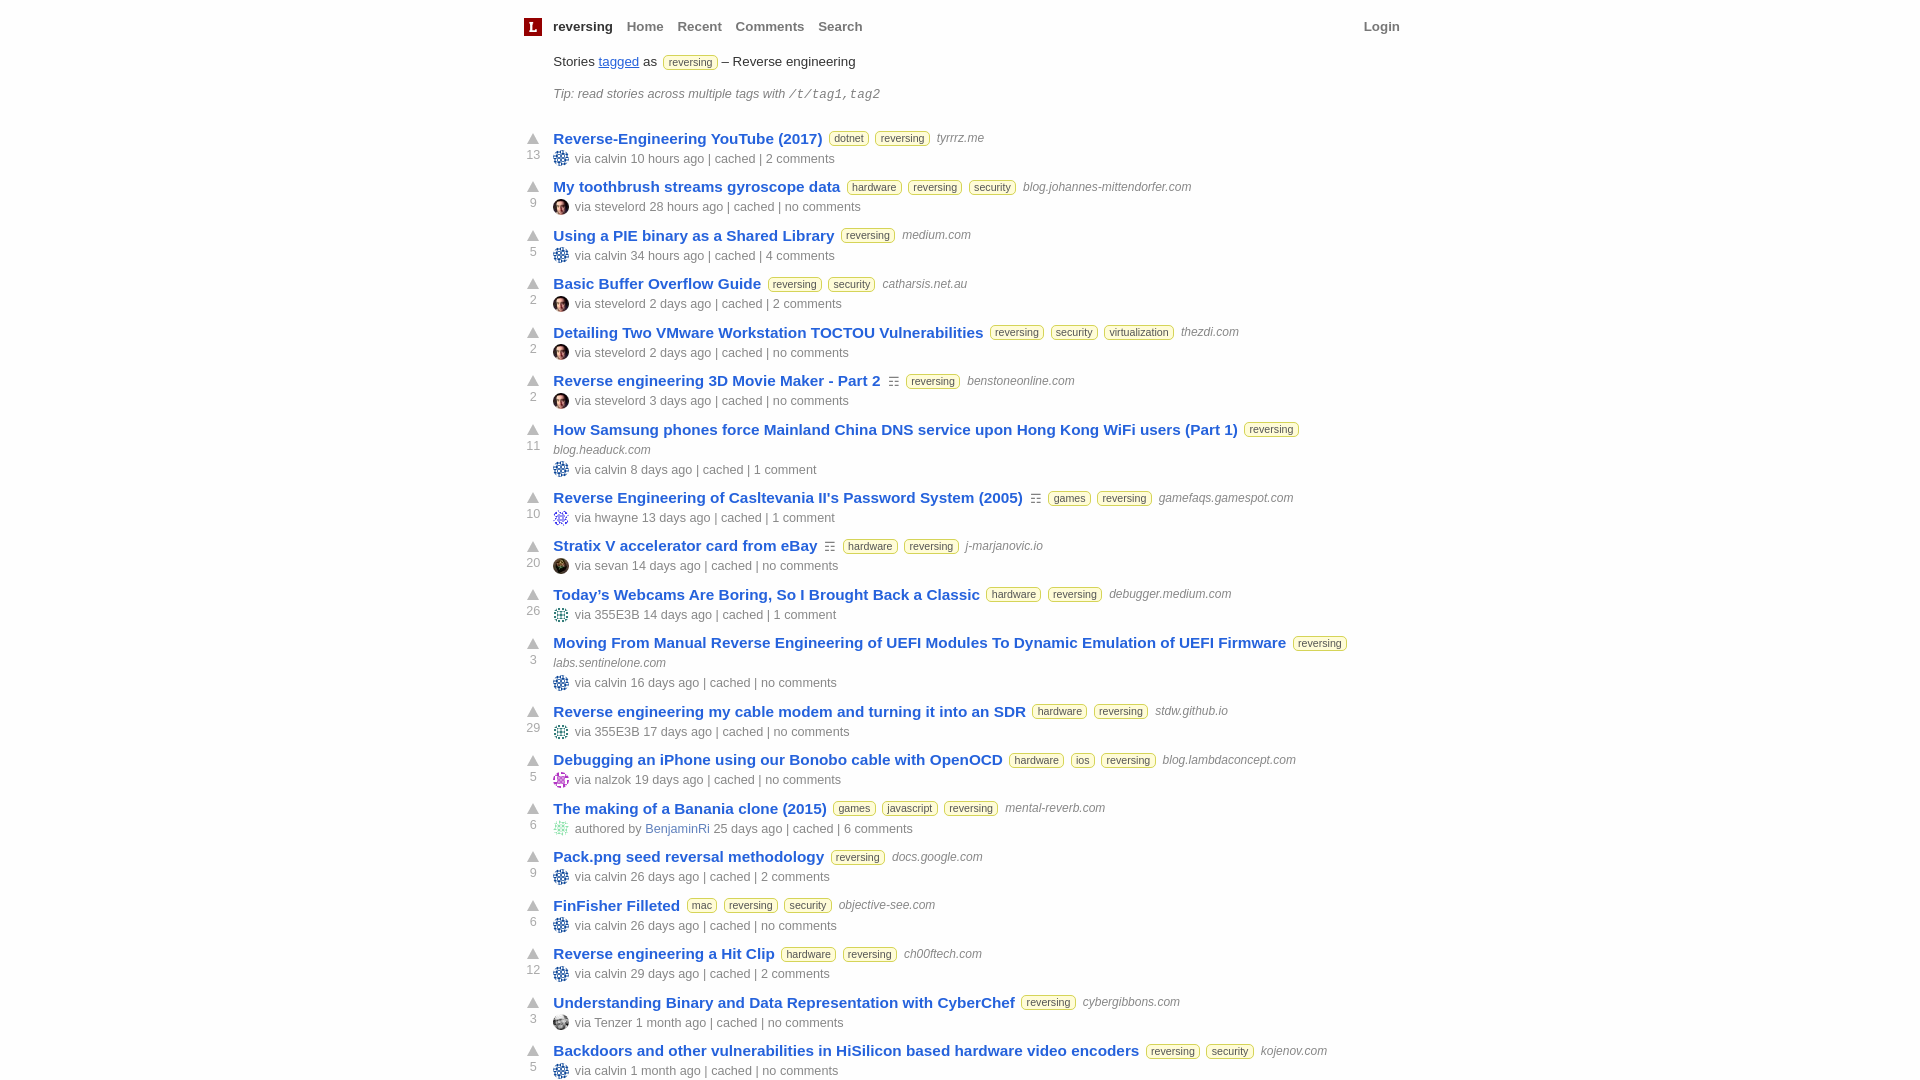 L reversing Home Recent Comments Search Login
Stories tagged as reversing – Reverse engineering
Tip: read stories across multiple tags with /t/tag1,tag2
Reverse-Engineering YouTube (2017) dotnet reversing tyrrrz.me
13 via calvin 10 hours ago | cached | 2 comments
My toothbrush streams gyroscope data hardware reversing security blog.johannes-mittendorfer.com
9 via stevelord 28 hours ago | cached | no comments
Using a PIE binary as a Shared Library reversing medium.com
5 via calvin 34 hours ago | cached | 4 comments
Basic Buffer Overflow Guide reversing security catharsis.net.au
2 via stevelord 2 days ago | cached | 2 comments
Detailing Two VMware Workstation TOCTOU Vulnerabilities reversing security virtualization thezdi.com
2 via stevelord 2 days ago | cached | no comments
Reverse engineering 3D Movie Maker - Part 2 ☶ reversing benstoneonline.com
2 via stevelord 3 days ago | cached | no comments
How Samsung phones force Mainland China DNS service upon Hong Kong WiFi users (Part 1) reversing
11 blog.headuck.com
via calvin 8 days ago | cached | 1 comment
Reverse Engineering of Casltevania II's Password System (2005) ☶ games reversing gamefaqs.gamespot.com
10 via hwayne 13 days ago | cached | 1 comment
Stratix V accelerator card from eBay ☶ hardware reversing j-marjanovic.io
20 via sevan 14 days ago | cached | no comments
Today’s Webcams Are Boring, So I Brought Back a Classic hardware reversing debugger.medium.com
26 via 355E3B 14 days ago | cached | 1 comment
Moving From Manual Reverse Engineering of UEFI Modules To Dynamic Emulation of UEFI Firmware reversing
3 labs.sentinelone.com
via calvin 16 days ago | cached | no comments
Reverse engineering my cable modem and turning it into an SDR hardware reversing stdw.github.io
29 via 355E3B 17 days ago | cached | no comments
Debugging an iPhone using our Bonobo cable with OpenOCD hardware ios reversing blog.lambdaconcept.com
5 via nalzok 19 days ago | cached | no comments
The making of a Banania clone (2015) games javascript reversing mental-reverb.com
6 authored by BenjaminRi 25 days ago | cached | 6 comments
Pack.png seed reversal methodology reversing docs.google.com
9 via calvin 26 days ago | cached | 2 comments
FinFisher Filleted mac reversing security objective-see.com
6 via calvin 26 days ago | cached | no comments
Reverse engineering a Hit Clip hardware reversing ch00ftech.com
12 via calvin 29 days ago | cached | 2 comments
Understanding Binary and Data Representation with CyberChef reversing cybergibbons.com
3 via Tenzer 1 month ago | cached | no comments
Backdoors and other vulnerabilities in HiSilicon based hardware video encoders reversing security kojenov.com
5 via calvin 1 month ago | cached | no comments